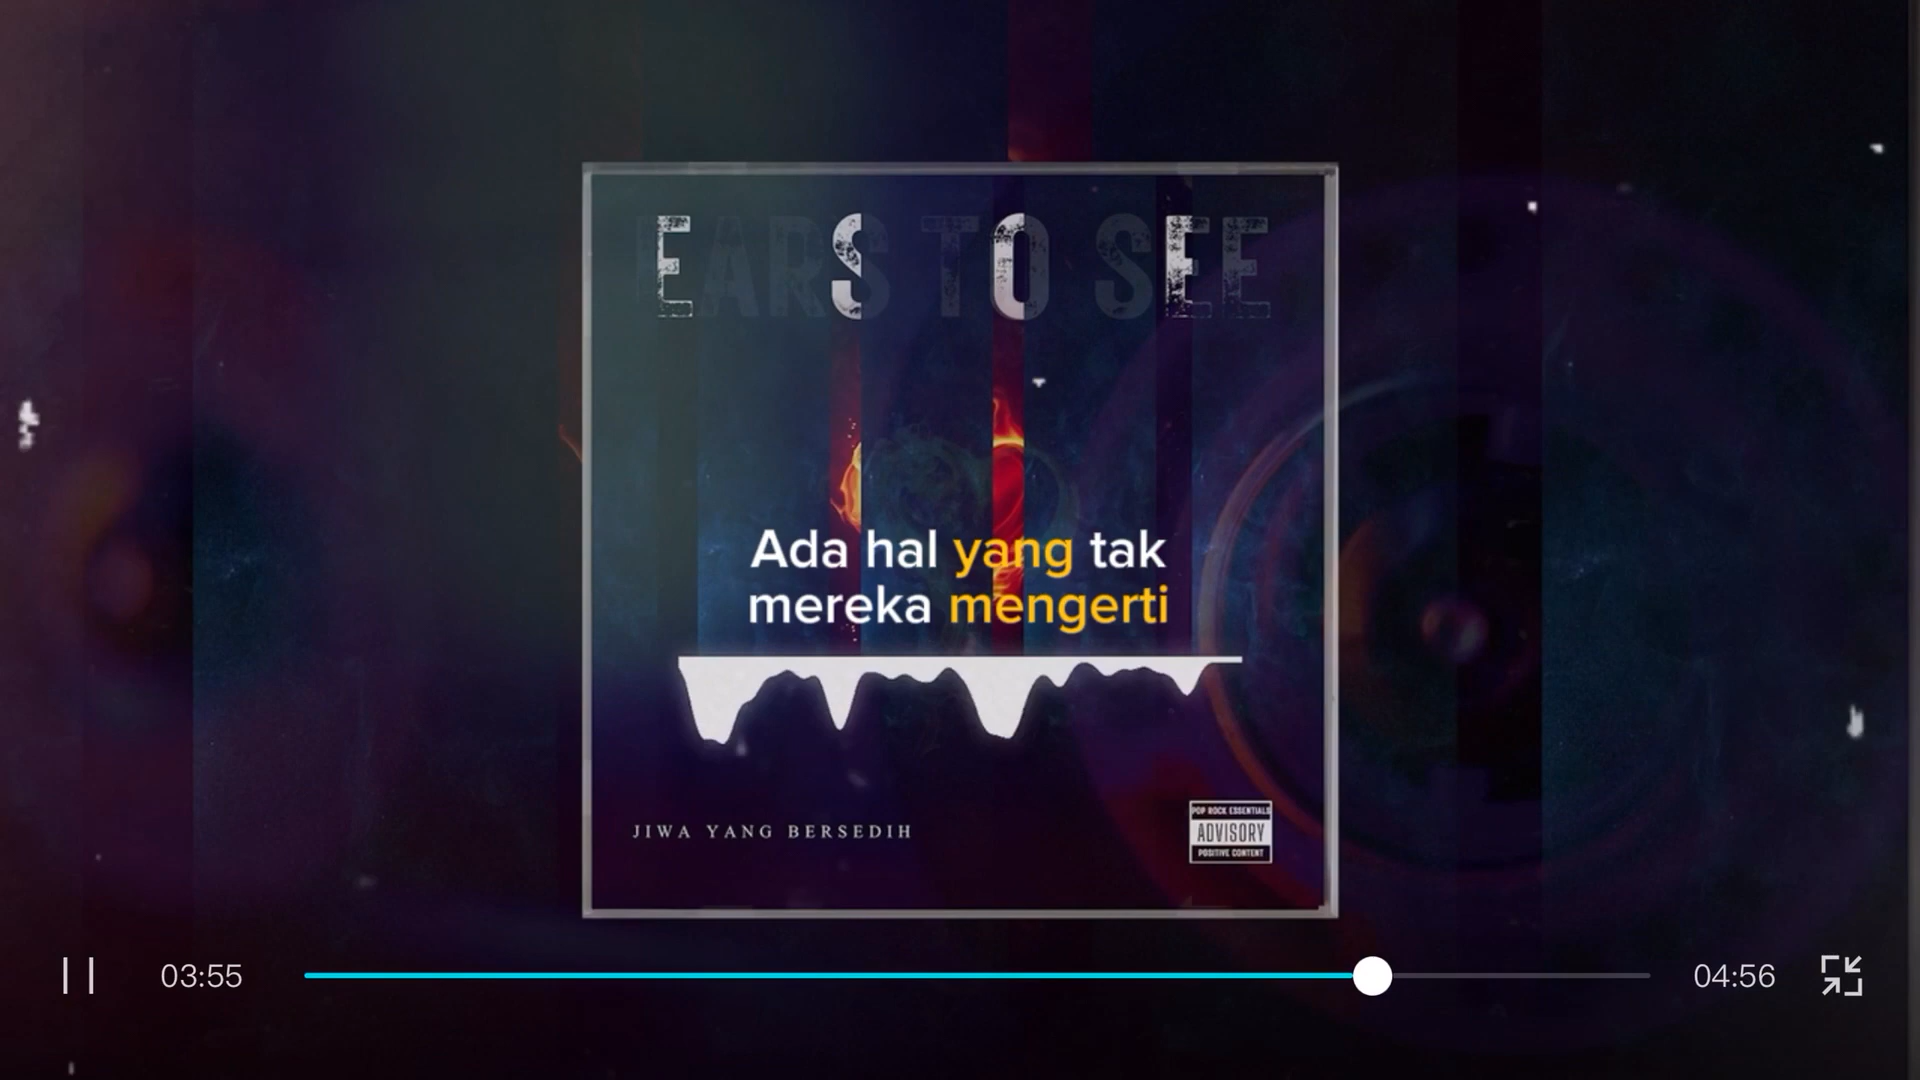 EARS TO SEE
Ada hal yang tak
mereka mengerti
JIWA YANG BERSEDIH
POP ROCK ESSENTIALS
ADVISORY
POSITIVE CONTENT
03:55
04:56